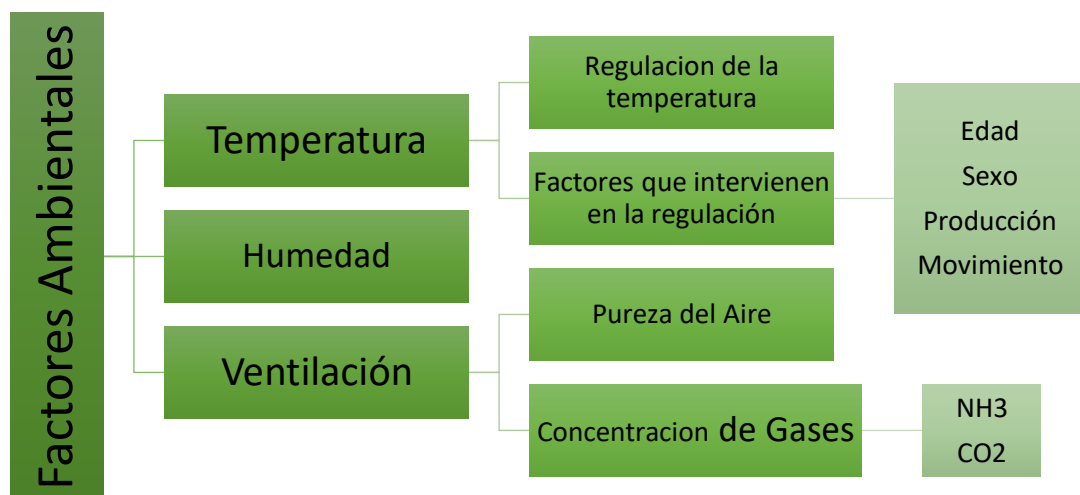 Factores Ambientales
Temperatura
Regulacion de la
temperatura
Factores que intervienen
en la regulación
Edad
Sexo
Producción
Movimiento
Humedad
Ventilación
Pureza del Aire
Concentracion de Gases
NH3
CO2